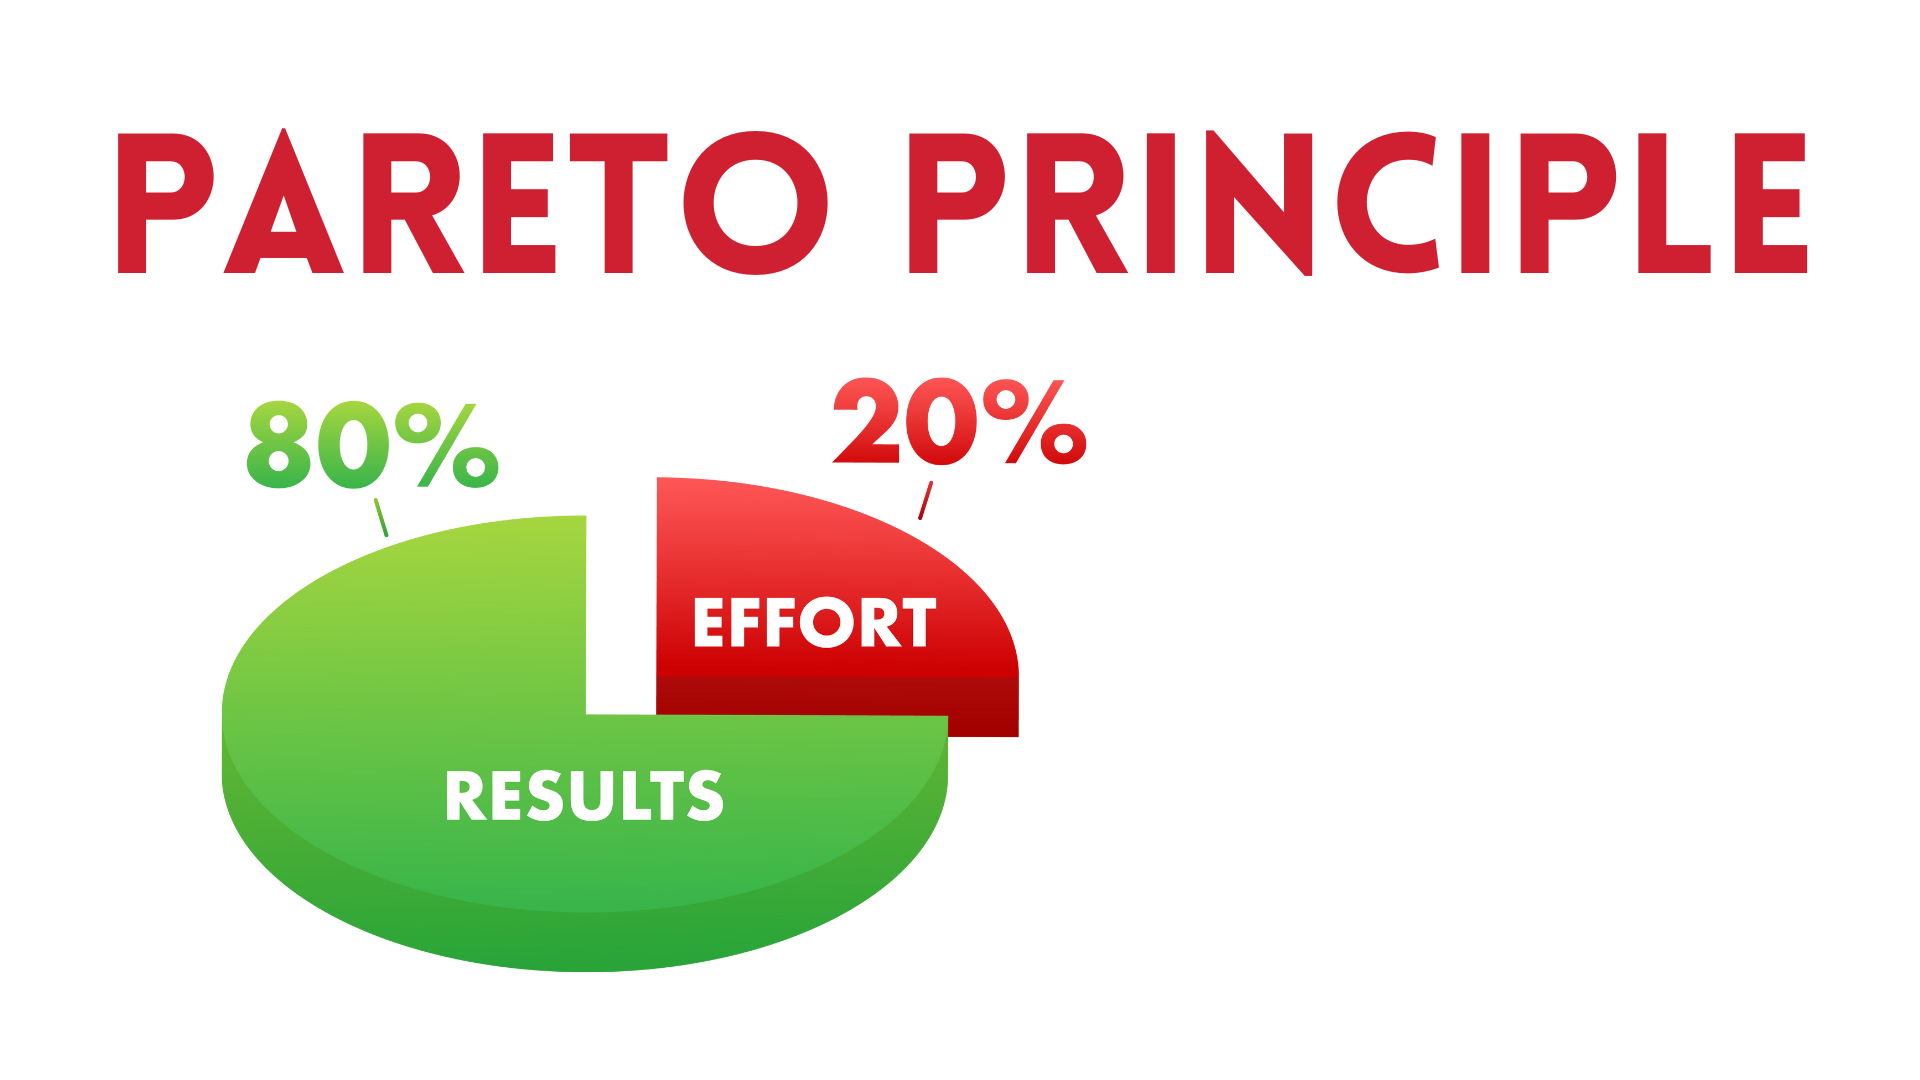 PARETO PRINCIPLE
80%
20%
EFFORT
RESULTS